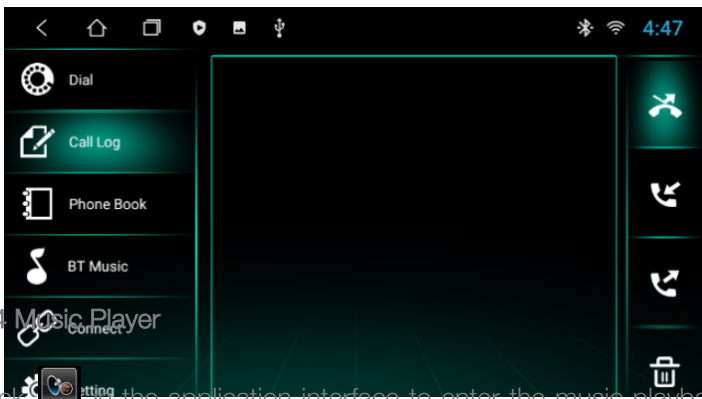 4:47
Dial
Call Log
Phone Book
BT Music
4 Music Player
Connect
the application interface to enter the music playba